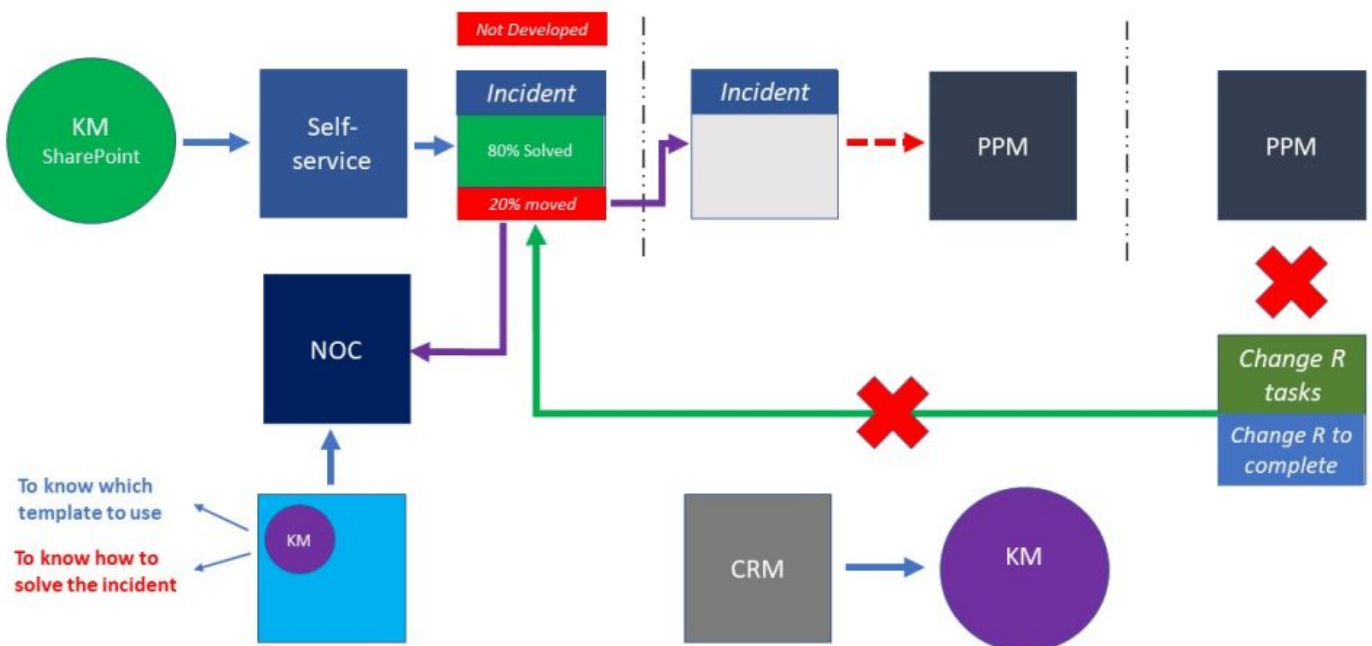 Not Developed
KM
SharePoint
Self-
service
Incident
80% Solved
20% moved
Incident
PPM
PPM
NOC
Change R
tasks
Change R to
complete
To know which
template to use
To know how to
solve the incident
KM
CRM
KM